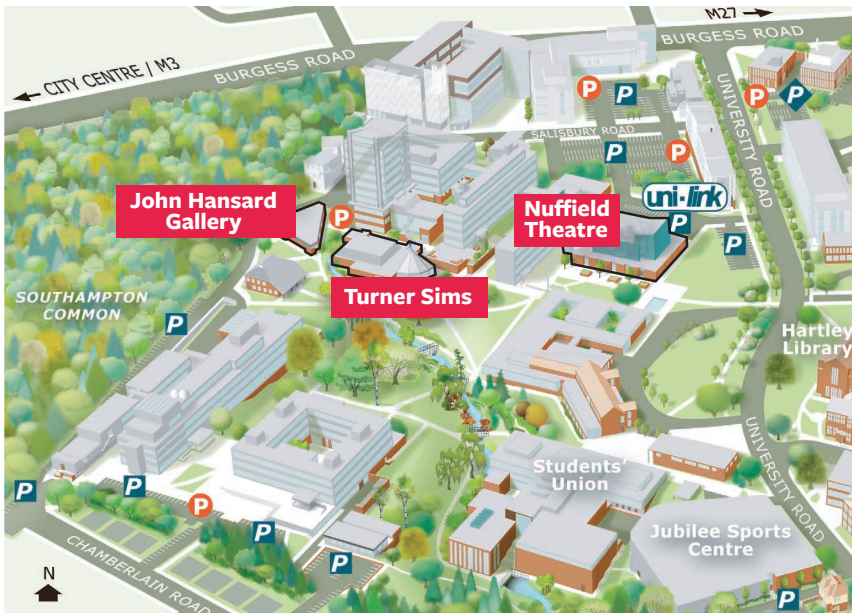 M27
BURGESS ROAD
CITY CENTRE / M3
BURGESS ROAD
P
P
P
P
SALISBURY ROAD
UNIVERSITY ROAD
P
P
John Hansard
Gallery
P
Nuffield
Theatre
uni-link
P
P
Turner Sims
SOUTHAMPTON
COMMON
P
Hartley
Library
UNIVERSITY ROAD
Students'
Union
P
P
P
P
Jubilee Sports
Centre
CHAMBERLAIN ROAD
P
P
P
N